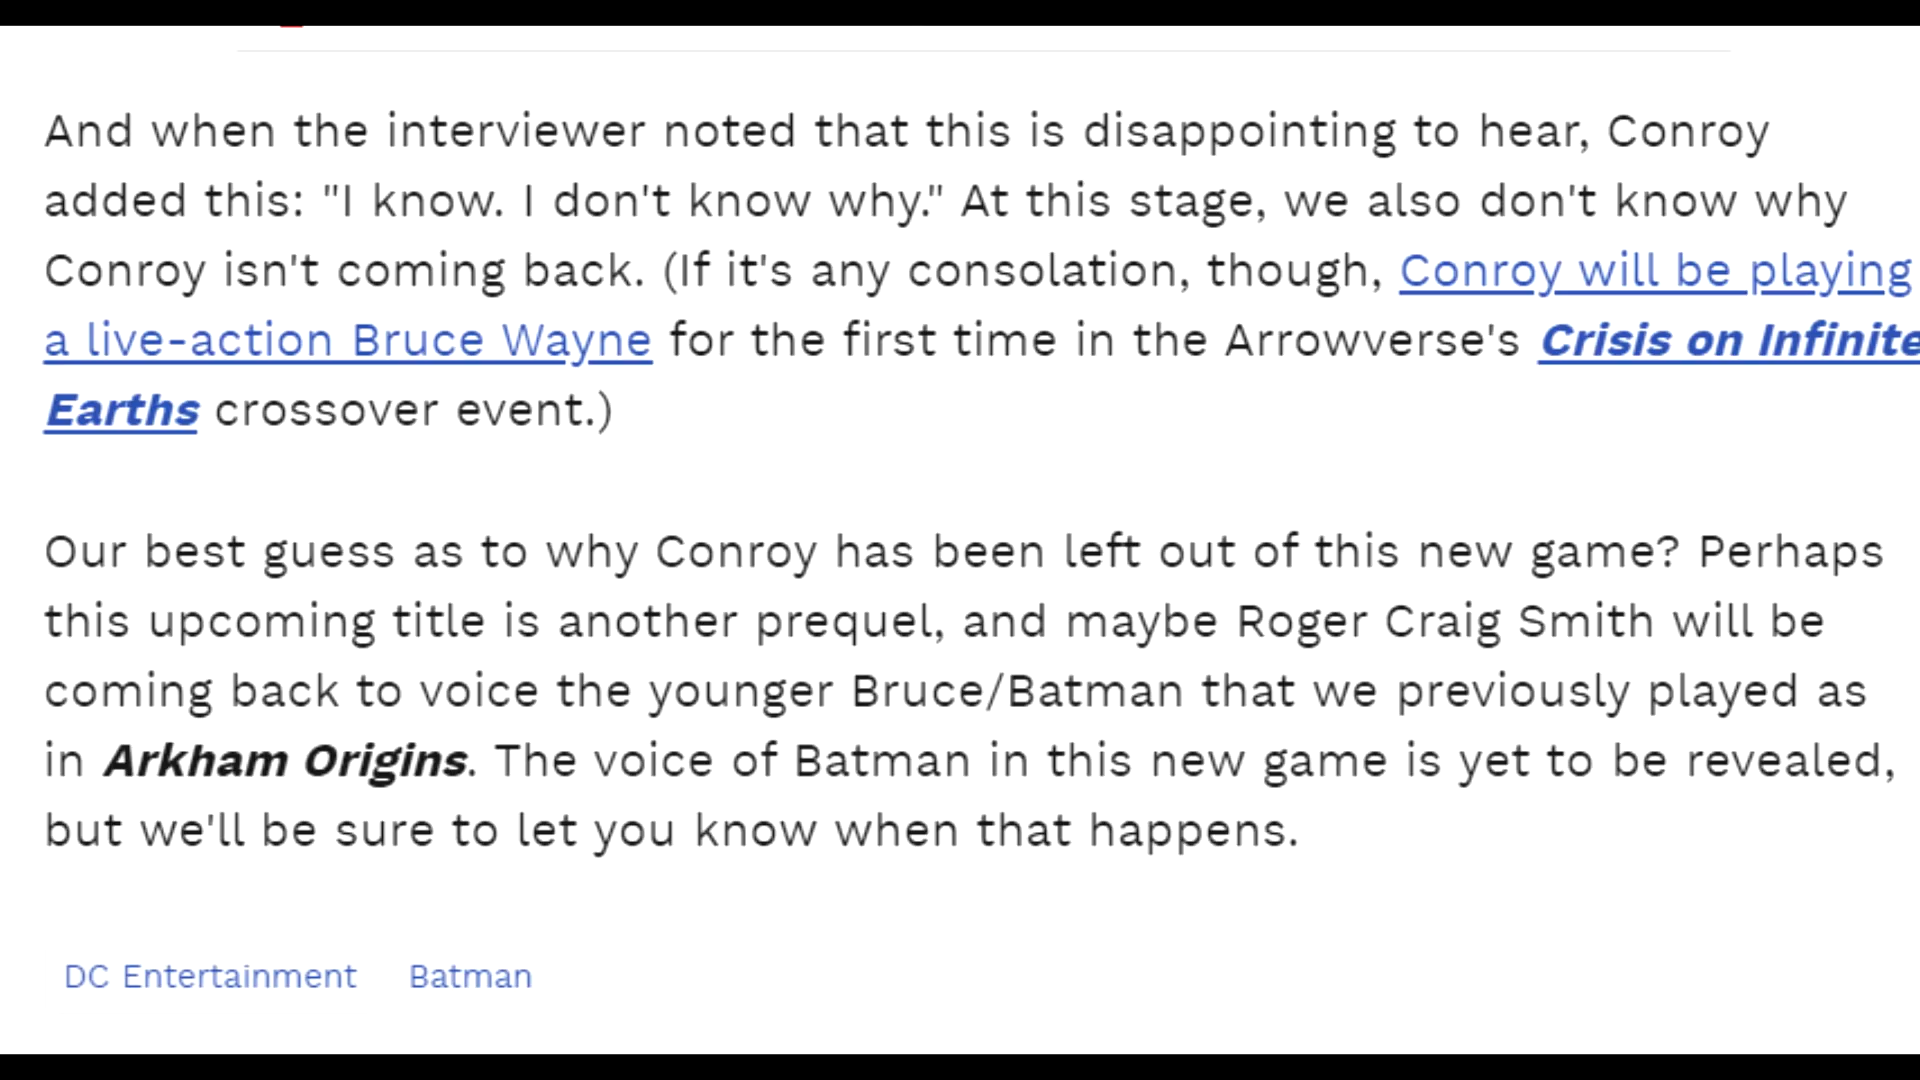 And when the interviewer noted that this is disappointing to hear, Conroy
added this: "I know. I don't know why." At this stage, we also don't know why
Conroy isn't coming back. (If it's any consolation, though, Conroy will be playing
a live-action Bruce Wayne for the first time in the Arrowverse's Crisis on Infinite
Earths crossover event.)
Our best guess as to why Conroy has been left out of this new game? Perhaps
this upcoming title is another prequel, and maybe Roger Craig Smith will be
coming back to voice the younger Bruce/Batman that we previously played as
in Arkham Origins. The voice of Batman in this new game is yet to be revealed,
but we'll be sure to let you know when that happens.
DC Entertainment Batman